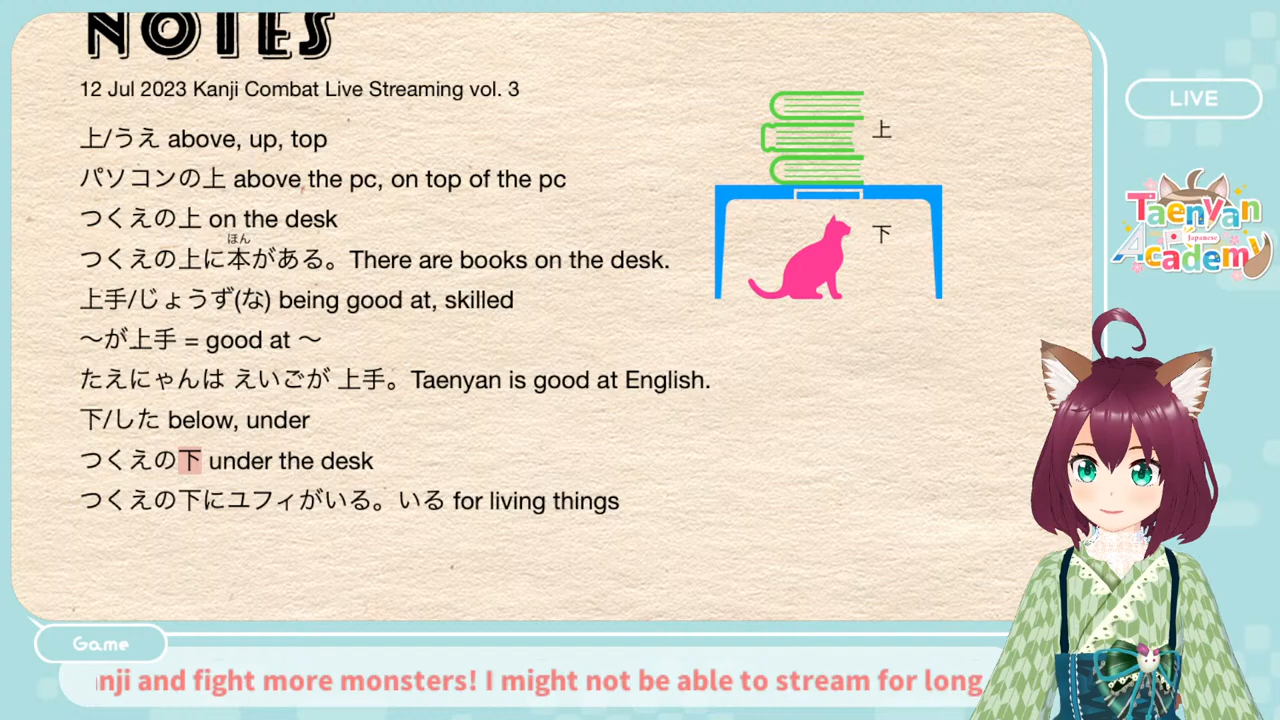 NOTES
12 Jul 2023 Kanji Combat Live Streaming vol. 3
上/うえ above, up, top
パソコンの上 above the pc, on top of the pc
つくえの上 on the desk
ほん
つくえの上に本がある。There are books on the desk.
上手/じょうず(な) being good at, skilled
〜が上手 = good at 〜
たえにゃんは えいごが 上手。Taenyan is good at English.
下/した below, under
つくえの下 under the desk
つくえの下にユフィがいる。いる for living things
上
下
LIVE
Taenyan
Japanese
Academy
Game
nji and fight more monsters! I might not be able to stream for long